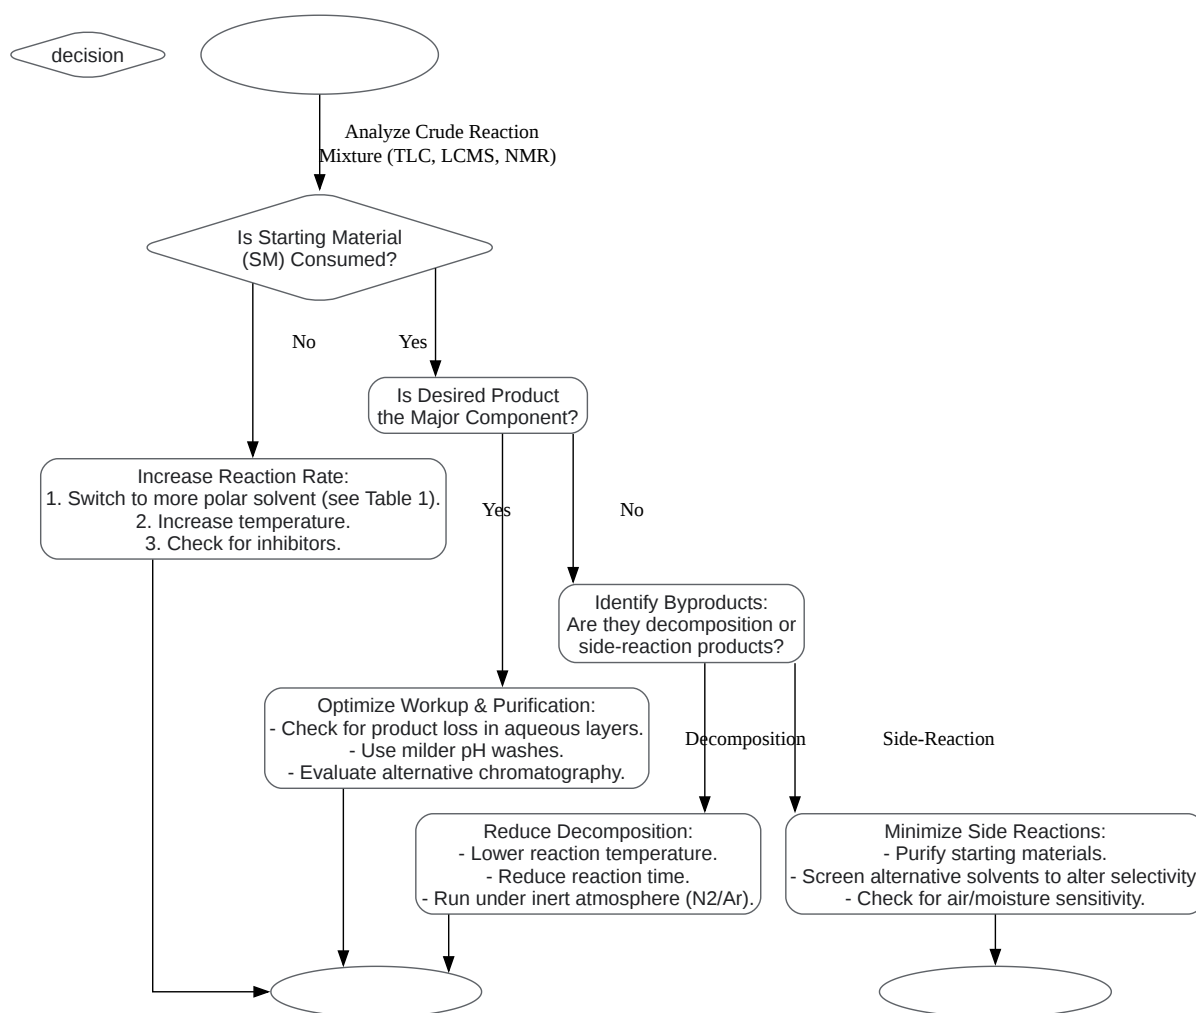 decision
Analyze Crude Reaction
Mixture (TLC, LCMS, NMR)
Is Starting Material
(SM) Consumed?
No
Yes
Is Desired Product
the Major Component?
Increase Reaction Rate:
1. Switch to more polar solvent (see Table 1).
2. Increase temperature.
3. Check for inhibitors.
Yes
No
Identify Byproducts:
Are they decomposition or
side-reaction products?
Optimize Workup & Purification:
- Check for product loss in aqueous layers.
- Use milder pH washes.
- Evaluate alternative chromatography.
Decomposition
Side-Reaction
Reduce Decomposition:
- Lower reaction temperature.
- Reduce reaction time.
- Run under inert atmosphere (N2/Ar).
Minimize Side Reactions:
- Purify starting materials.
- Screen alternative solvents to alter selectivity
- Check for air/moisture sensitivity.